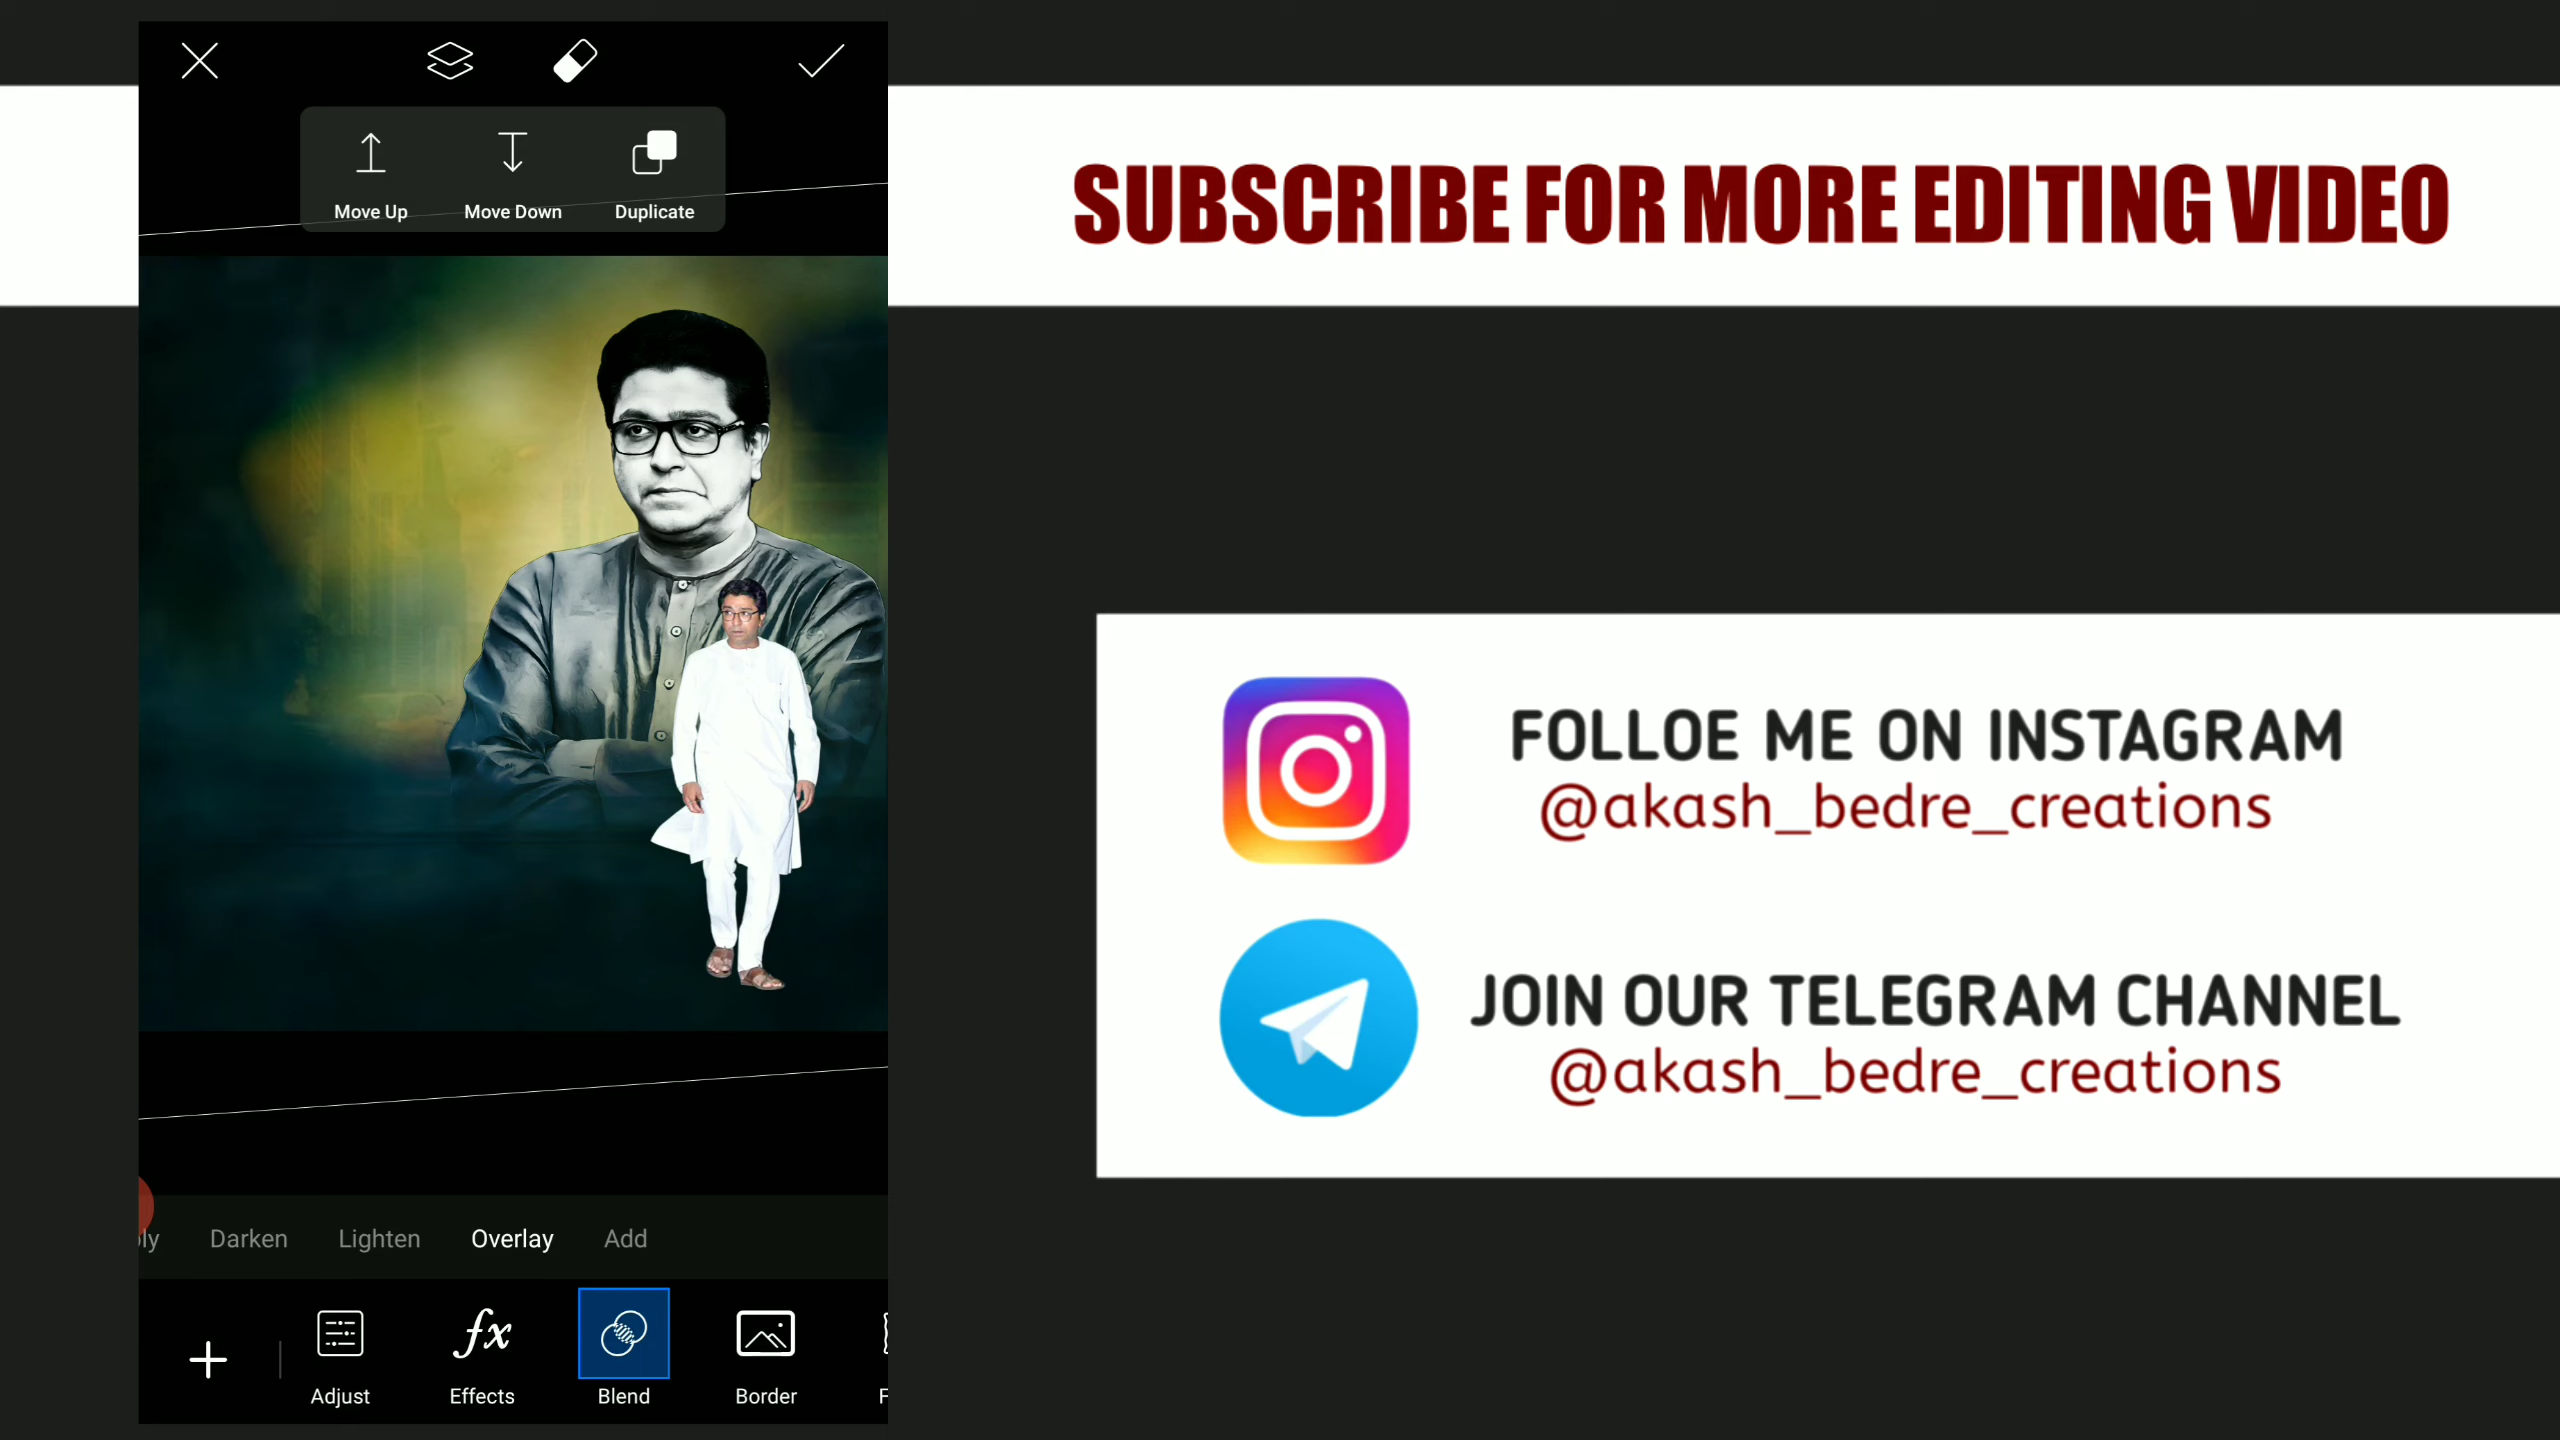 Move Up
Move Down
Duplicate
SUBSCRIBE FOR MORE EDITING VIDEO
FOLLOE ME ON INSTAGRAM
@akash_bedre_creations
JOIN OUR TELEGRAM CHANNEL
@akash_bedre_creations
Darken Lighten Overlay Add
fx
Adjust Effects Blend Border